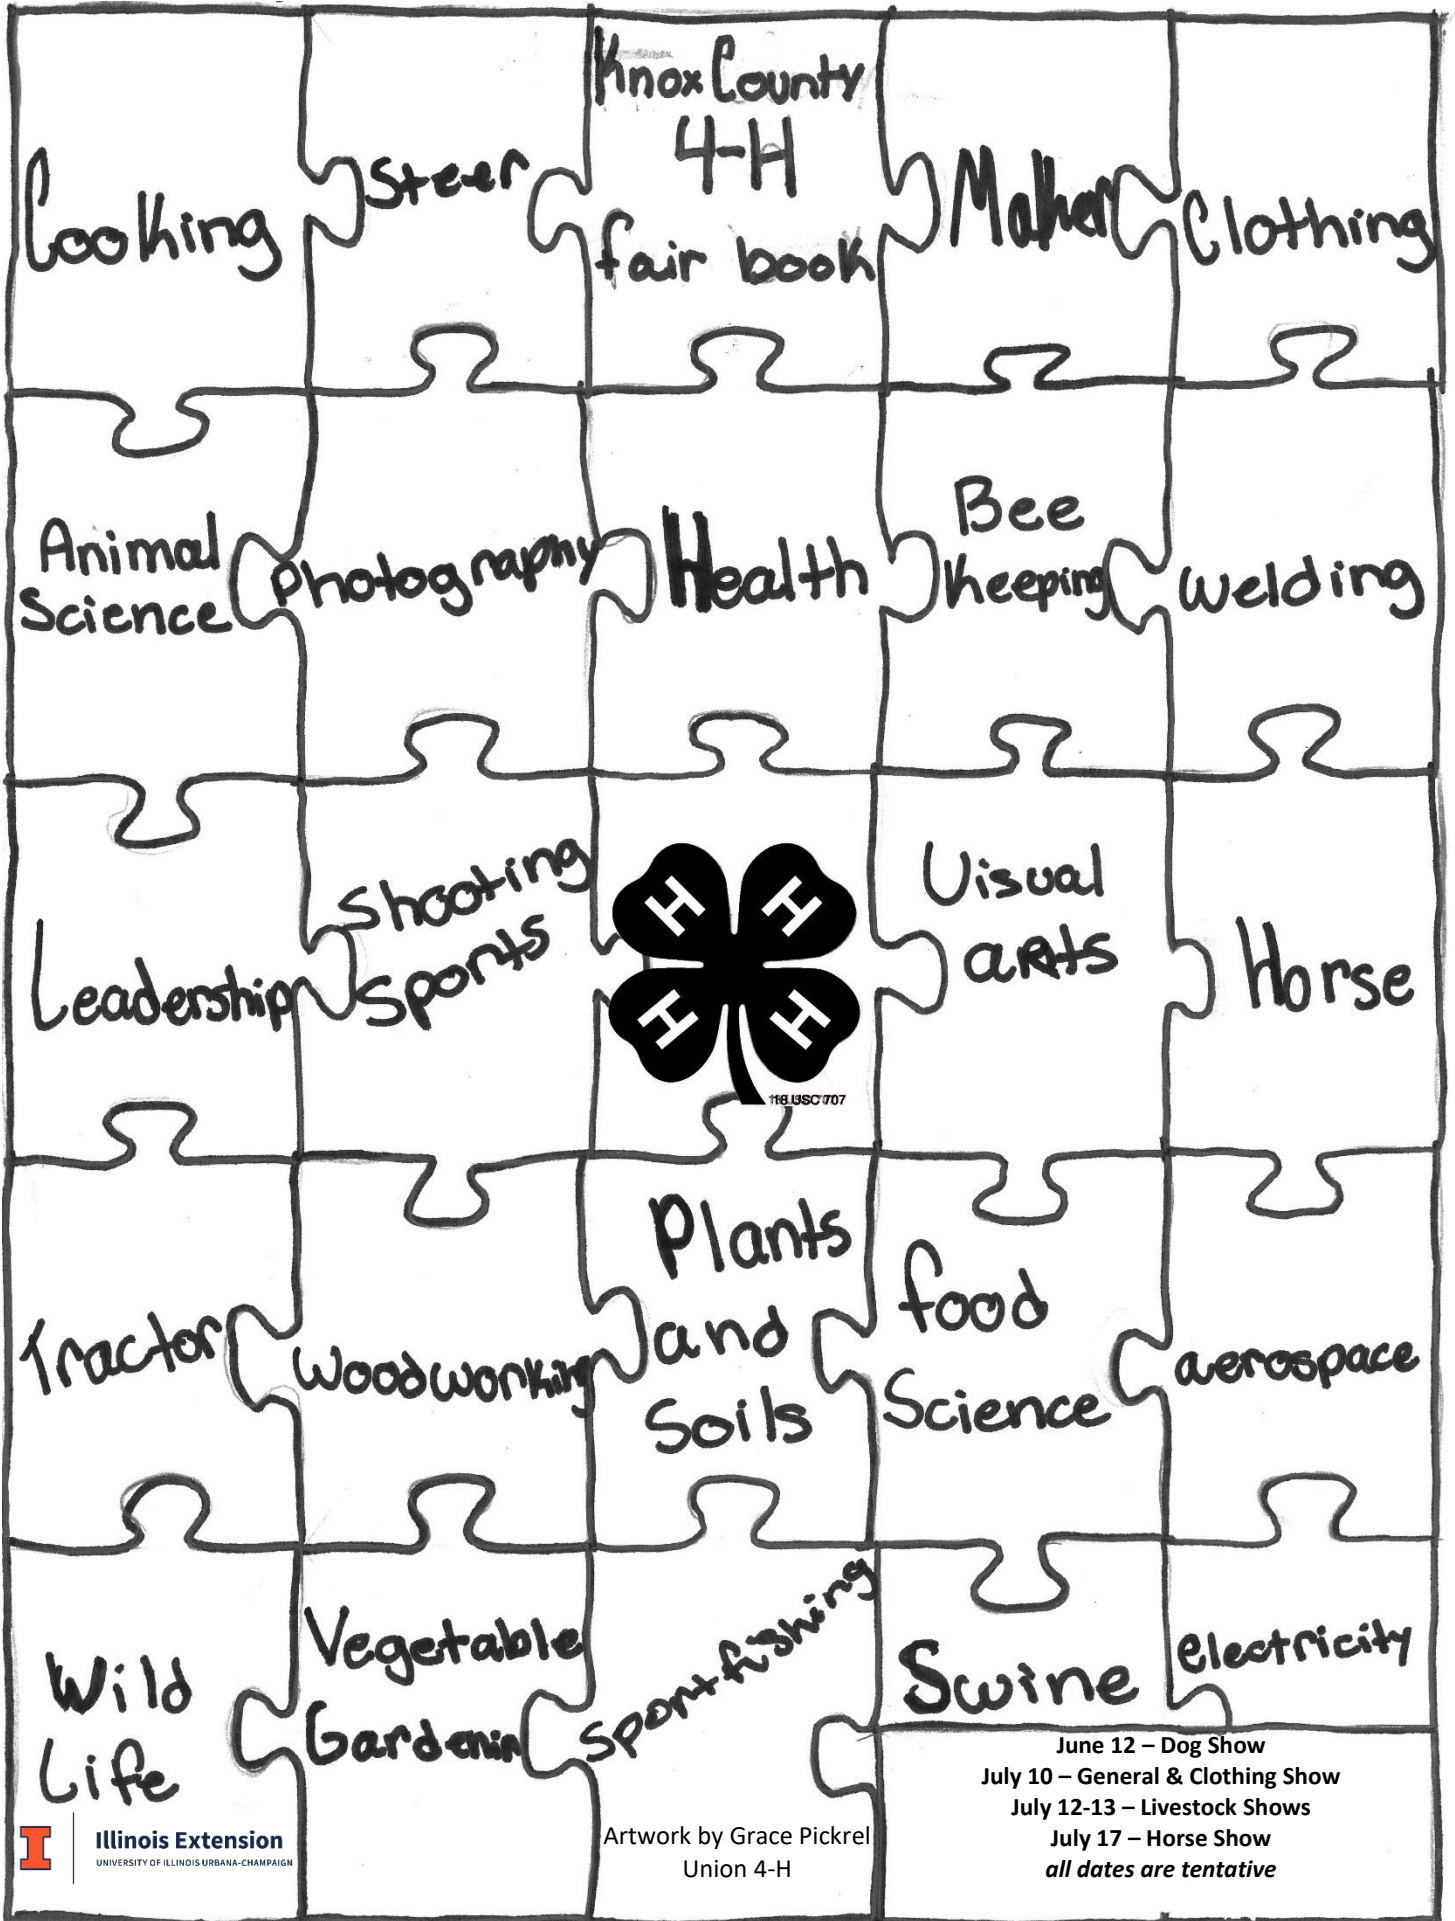 Cooking
Steer
Knox County
4-H
fair book
Maker
Clothing
Animal
Science
Photography
Health
Bee
Keeping
Welding
Leadership
Shooting
Sports
H H
H H
18 USC 707
Visual
arts
Horse
Tractor
Woodworking
Plants
and
Soils
food
Science
aerospace
Wild
Life
Vegetable
Gardenin
Sportfishing
Swine
electricity
June 12 – Dog Show
July 10 – General & Clothing Show
July 12-13 – Livestock Shows
July 17 – Horse Show
all dates are tentative
I
Illinois Extension
UNIVERSITY OF ILLINOIS URBANA-CHAMPAIGN
Artwork by Grace Pickrel
Union 4-H